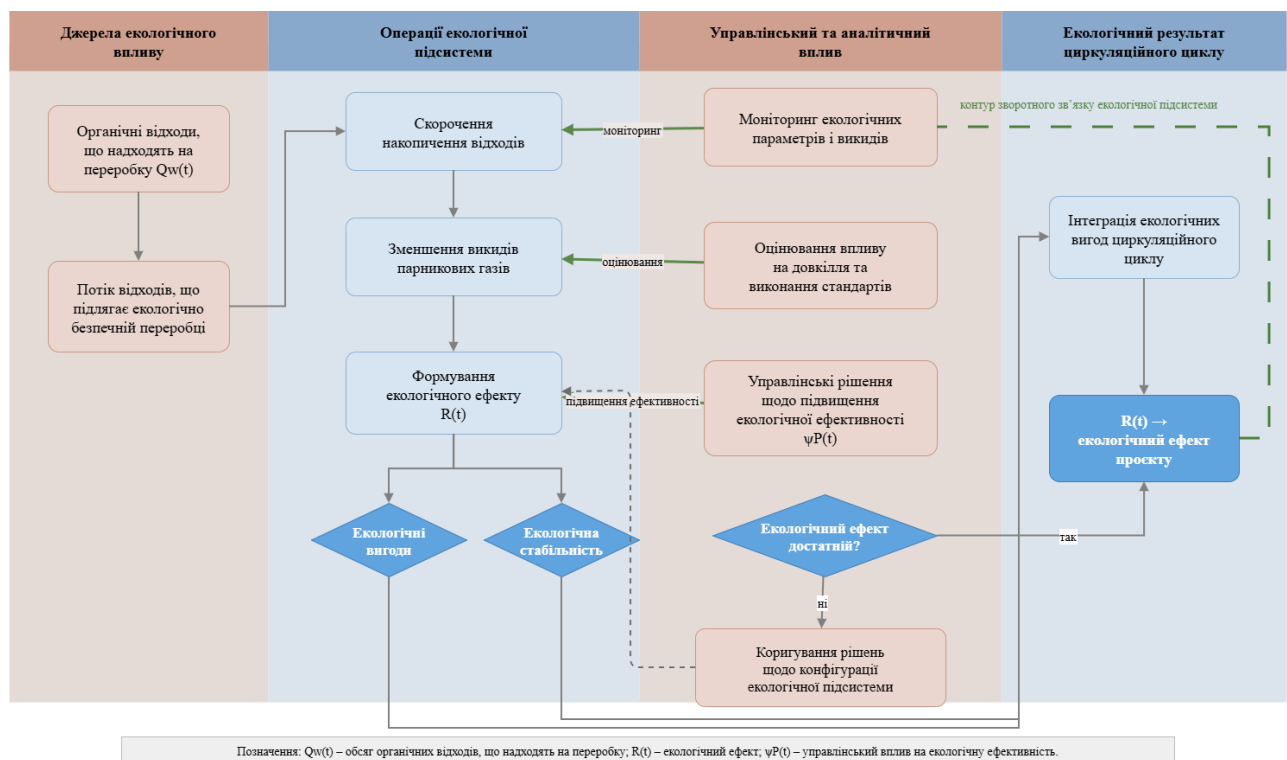 Джерела екологічного
впливу
Операції екологічної
підсистеми
Управлінський та аналітичний
вплив
Екологічний результат
циркуляційного циклу
Органічні відходи,
що надходять на
переробку Qw(t)
Потік відходів, що
підлягає екологічно
безпечній переробці
Скорочення
накопичення відходів
Зменшення викидів
парникових газів
Формування
екологічного ефекту
R(t)
Екологічні
вигоди
Екологічна
стабільність
моніторинг
оцінювання
підвищення ефективності
Моніторинг екологічних
параметрів і викидів
Оцінювання впливу
на довкілля та
виконання стандартів
Управлінські рішення
щодо підвищення
екологічної ефективності
ψP(t)
Екологічний ефект
достатній?
ні
так
Коригування рішень
щодо конфігурації
екологічної підсистеми
контур зворотного зв’язку екологічної підсистеми
Інтеграція екологічних
вигод циркуляційного
циклу
R(t) →
екологічний ефект
проєкту
Позначення: Qw(t) – обсяг органічних відходів, що надходять на переробку; R(t) – екологічний ефект; ψP(t) – управлінський вплив на екологічну ефективність.